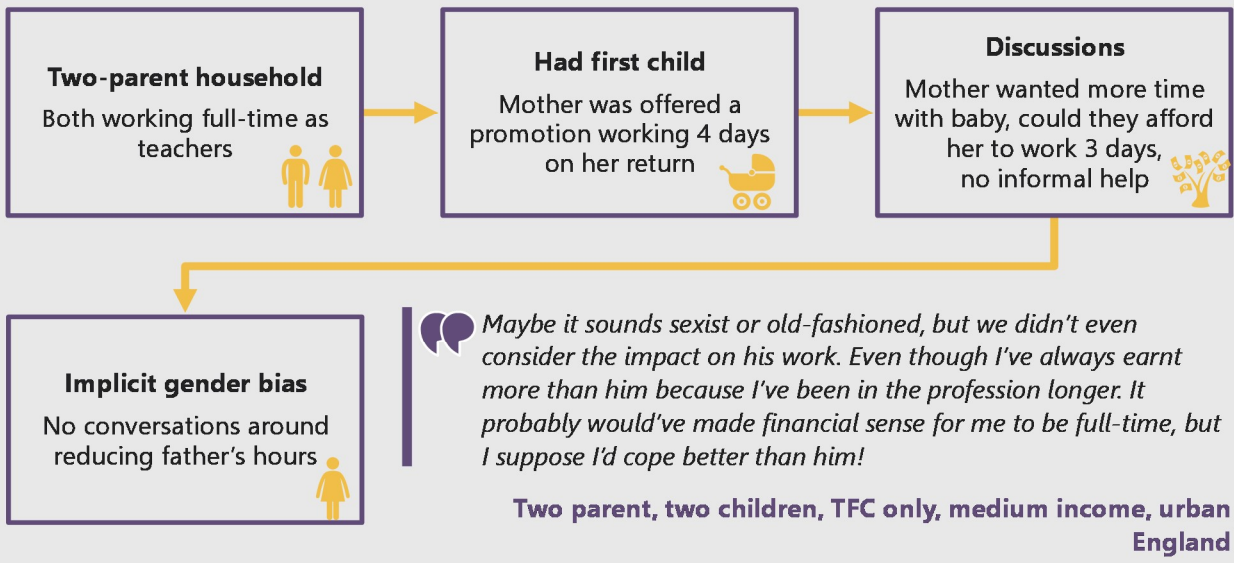 Two-parent household
Both working full-time as
teachers
Had first child
Mother was offered a
promotion working 4 days
on her return
Discussions
Mother wanted more time
with baby, could they afford
her to work 3 days,
no informal help
Implicit gender bias
No conversations around
reducing father’s hours
Maybe it sounds sexist or old-fashioned, but we didn’t even
consider the impact on his work. Even though I’ve always earnt
more than him because I’ve been in the profession longer. It
probably would’ve made financial sense for me to be full-time, but
I suppose I’d cope better than him!
Two parent, two children, TFC only, medium income, urban
England